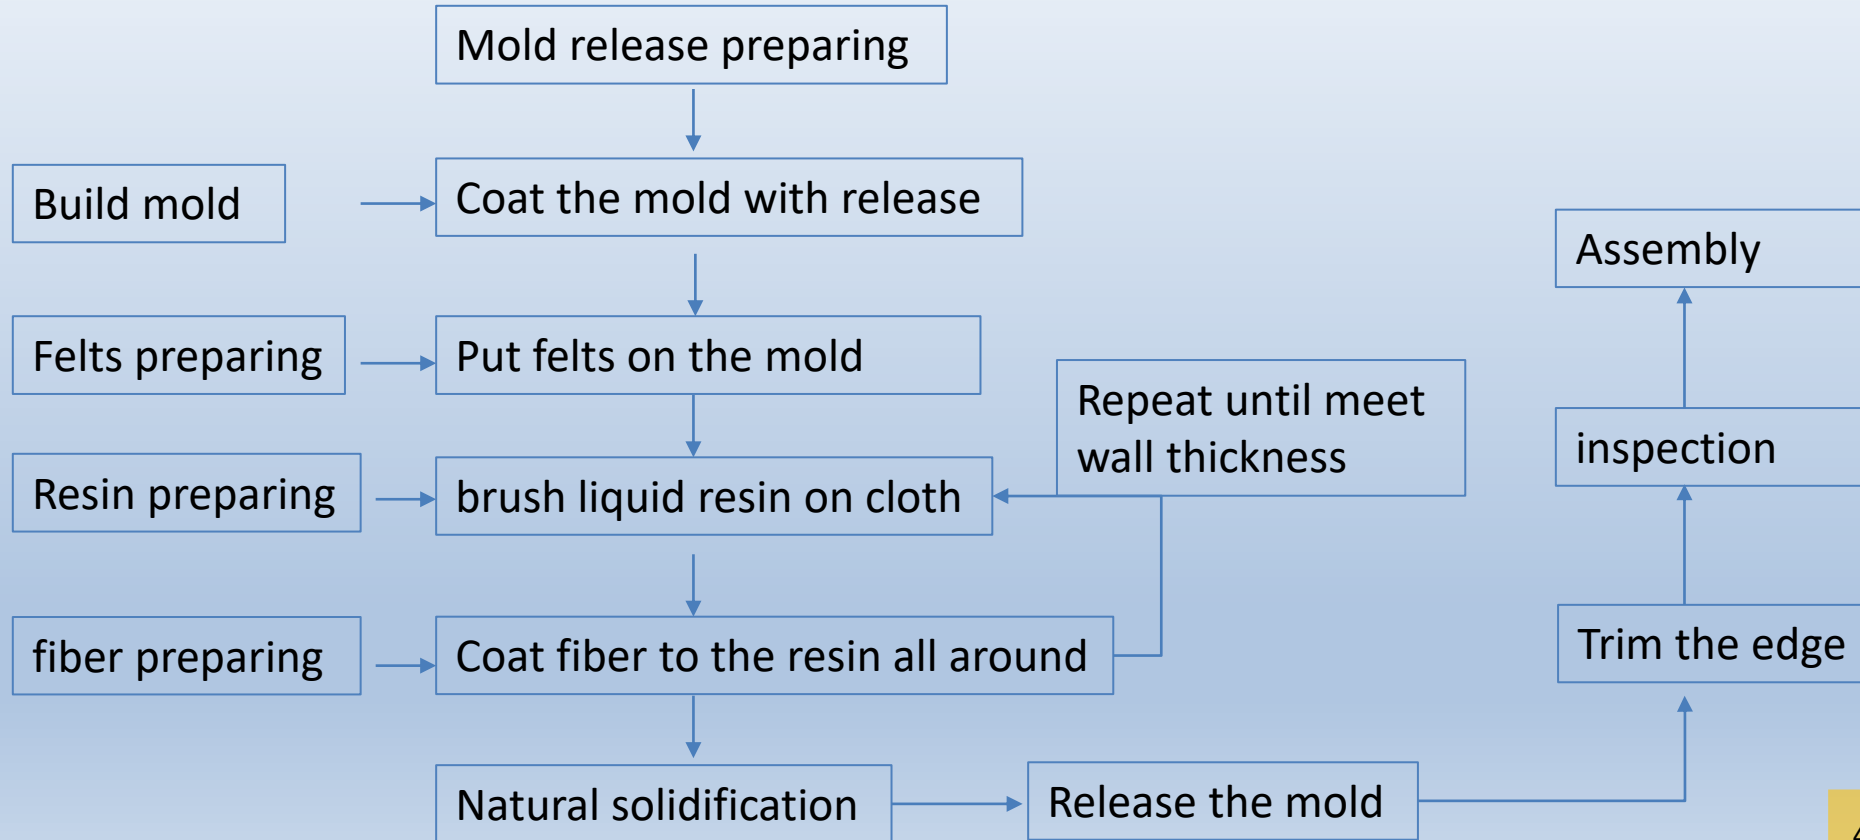 Mold release preparing
Build mold
Coat the mold with release
Assembly
Felts preparing
Put felts on the mold
Repeat until meet
wall thickness
inspection
Resin preparing
brush liquid resin on cloth
fiber preparing
Coat fiber to the resin all around
Trim the edge
Natural solidification
Release the mold